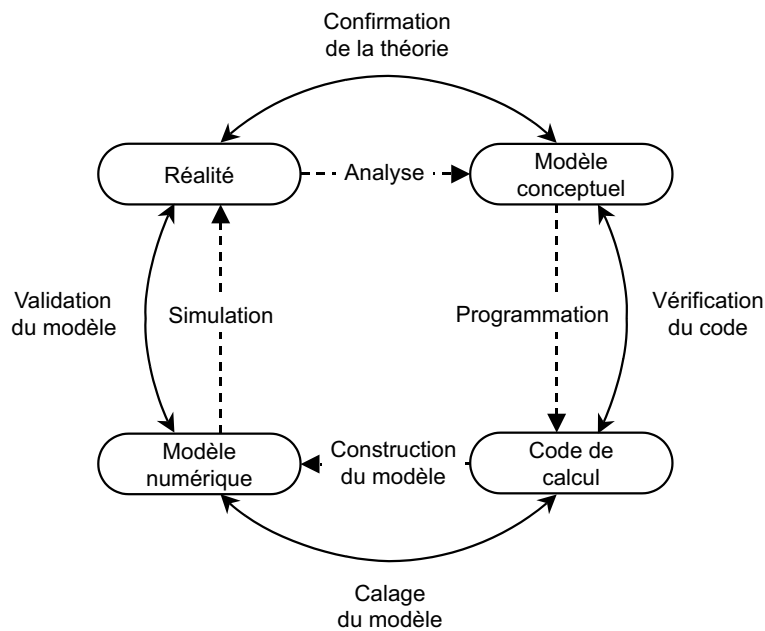 Confirmation
de la théorie
Réalité
Analyse
Modèle
conceptuel
Validation
du modèle
Simulation
Programmation
Vérification
du code
Modèle
numérique
Construction
du modèle
Code de
calcul
Calage
du modèle